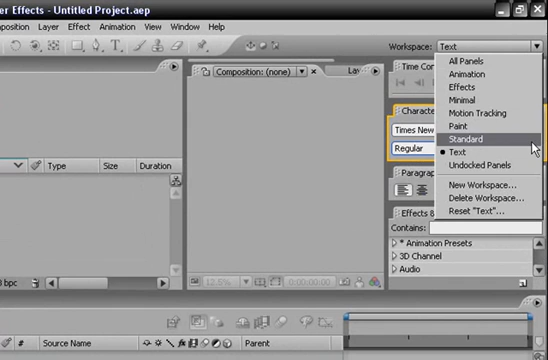 er Effects - Untitled Project.aep
position Layer Effect Animation View Window Help
Workspace: Text
Composition: (none)
Lay
Time Con
All Panels
Animation
Effects
Minimal
Motion Tracking
Paint
Standard
Text
Undocked Panels
New Workspace...
Delete Workspace...
Reset "Text"...
Characte
Times New
Regular
Paragrap
Effects &
Contains:
* Animation Presets
3D Channel
Audio
Type Size Duration
8 bpc
12.5%
0:00:00:00
# Source Name
Parent